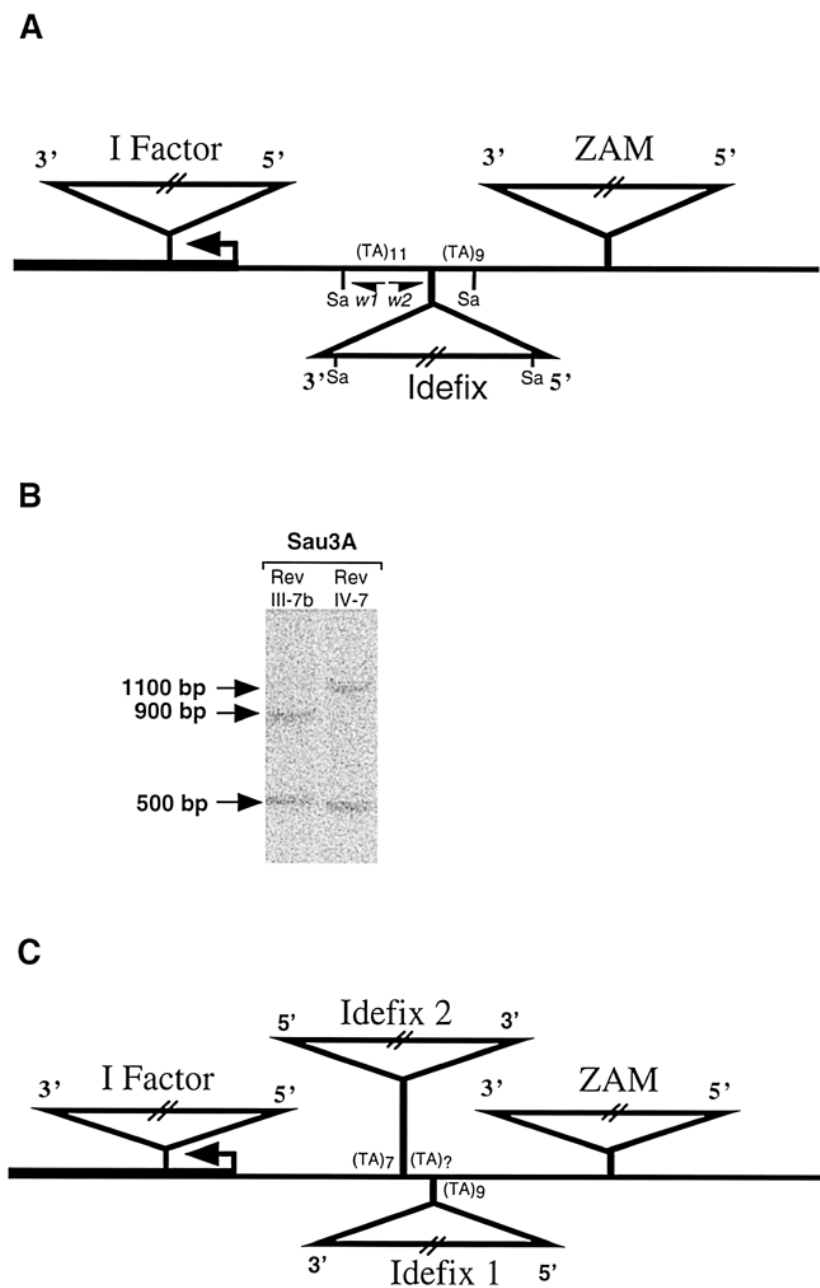 A
I Factor
ZAM
3’ 5’ 3’ 5’
(TA)11 (TA)9
Sa w1 w2 Sa
3’ Sa Idefix Sa 5’
B
Sau3A
Rev Rev
III-7b IV-7
1100 bp
900 bp
500 bp
C
5’ Idefix 2 3’
3’ I Factor 5’ 3’ ZAM 5’
(TA)7 (TA)?
(TA)9
3’ Idefix 1 5’